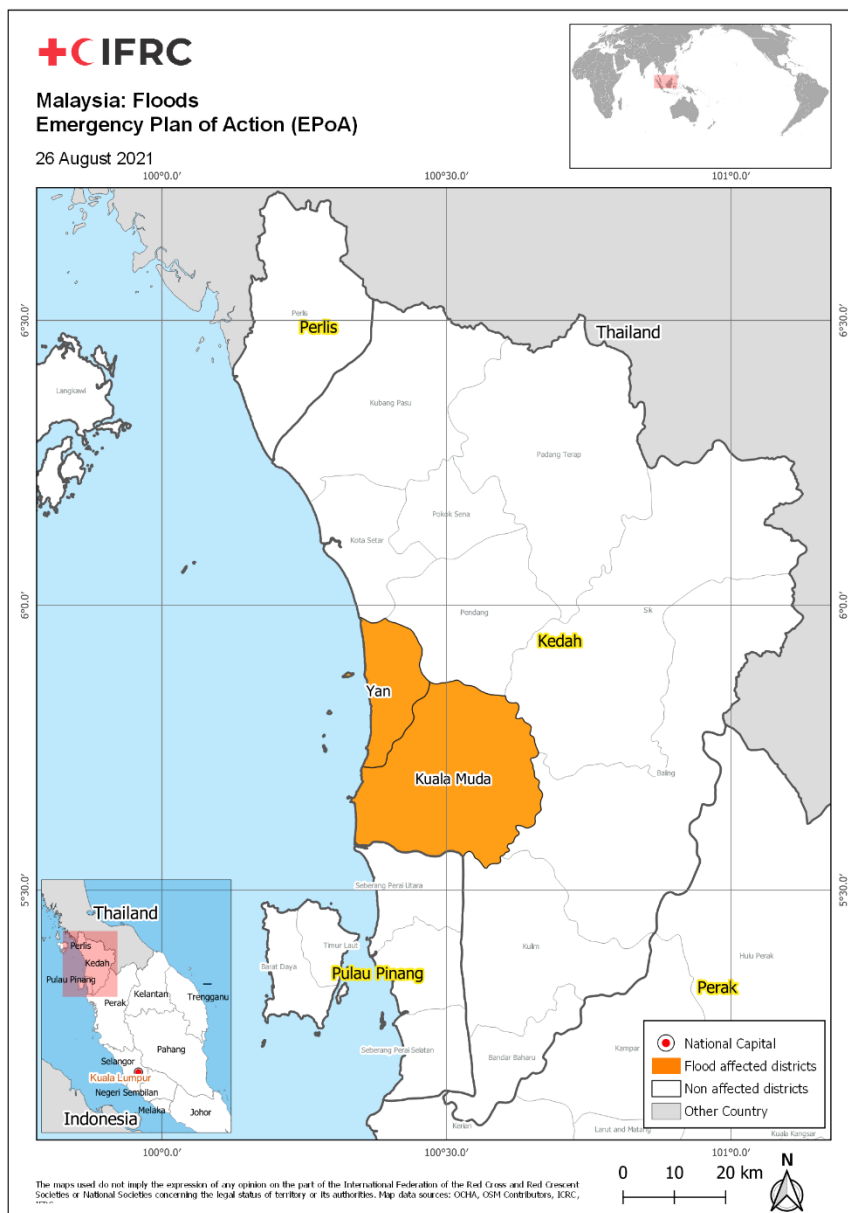 IFRC
Malaysia: Floods
Emergency Plan of Action (EPoA)
26 August 2021
100°0.0'
100°30.0'
101°0.0'
6°30.0'
6°30.0'
Perlis
Perlis
Thailand
Langkawi
Kubang Pasu
Padang Terap
Pokok Sena
Kota Setar
6°0.0'
6°0.0'
Pendang
Sik
Kedah
Yan
Kuala Muda
Baling
5°30.0'
5°30.0'
Seberang Perai Utara
Timur Laut
Barat Daya
Pulau Pinang
Kulim
Hulu Perak
Perak
Seberang Perai Selatan
Bandar Baharu
Kampar
Kerian
Larut and Matang
Kuala Kangsar
Thailand
Perlis
Kedah
Pulau Pinang
Perak
Kelantan
Trengganu
Pahang
Selangor
Kuala Lumpur
Negeri Sembilan
Melaka
Johor
Indonesia
National Capital
Flood affected districts
Non affected districts
Other Country
100°0.0'
100°30.0'
101°0.0'
The maps used do not imply the expression of any opinion on the part of the International Federation of the Red Cross and Red Crescent
Societies or National Societies concerning the legal status of territory or its authorities. Map data sources: OCHA, OSM Contributors, ICRC,
0 10 20 km
N